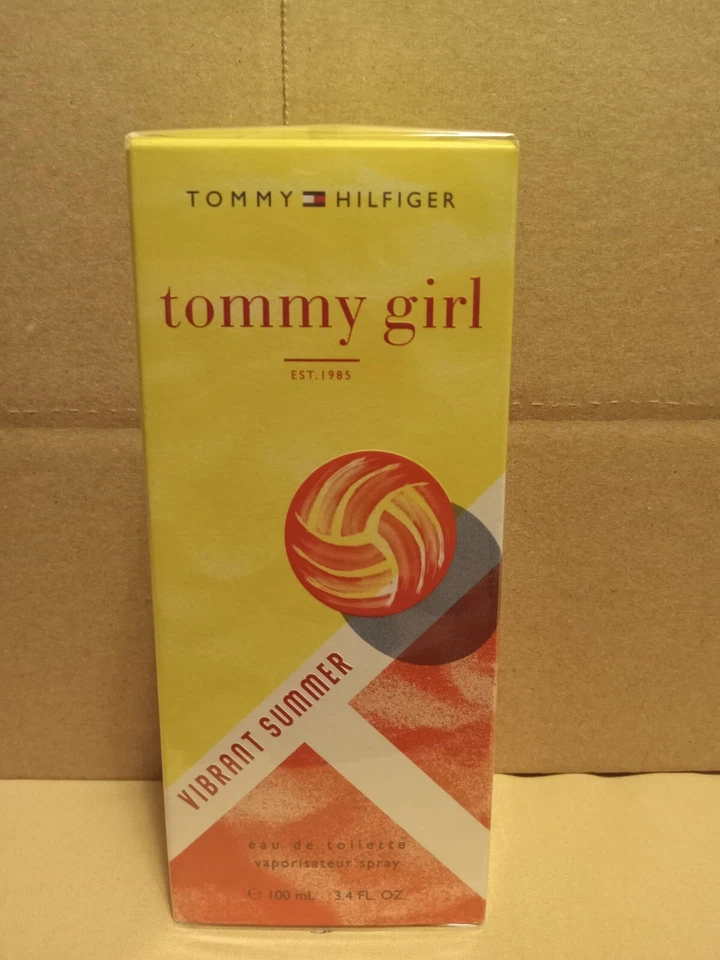 TOMMY HILFIGER
tommy girl
EST.1985
VIBRANT SUMMER
eau de toilette
vaporisateur spray
℮ 100 mL 3.4 FL. OZ.